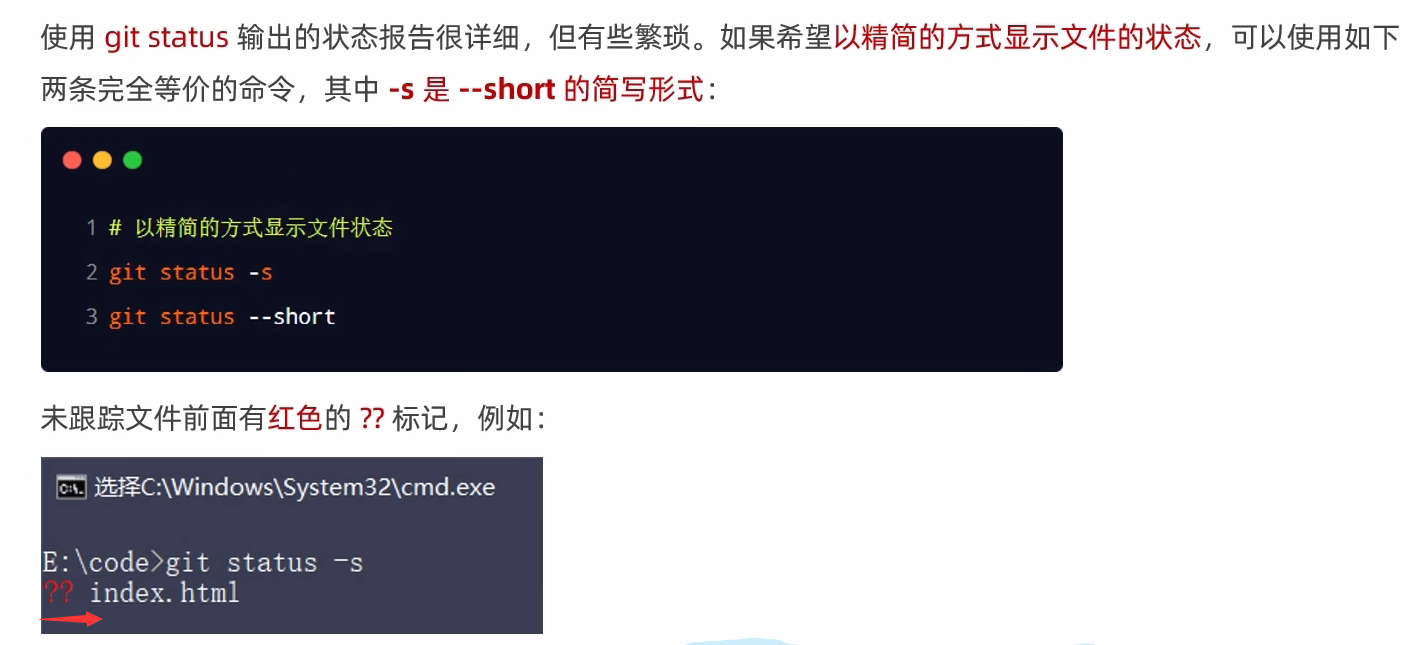 使用 git status 输出的状态报告很详细，但有些繁琐。如果希望以精简的方式显示文件的状态，可以使用如下
两条完全等价的命令，其中 -s 是 --short 的简写形式：
1 # 以精简的方式显示文件状态
2 git status -s
3 git status --short
未跟踪文件前面有红色的 ?? 标记，例如：
C:\. 选择C:\Windows\System32\cmd.exe
E:\code>git status -s
?? index.html